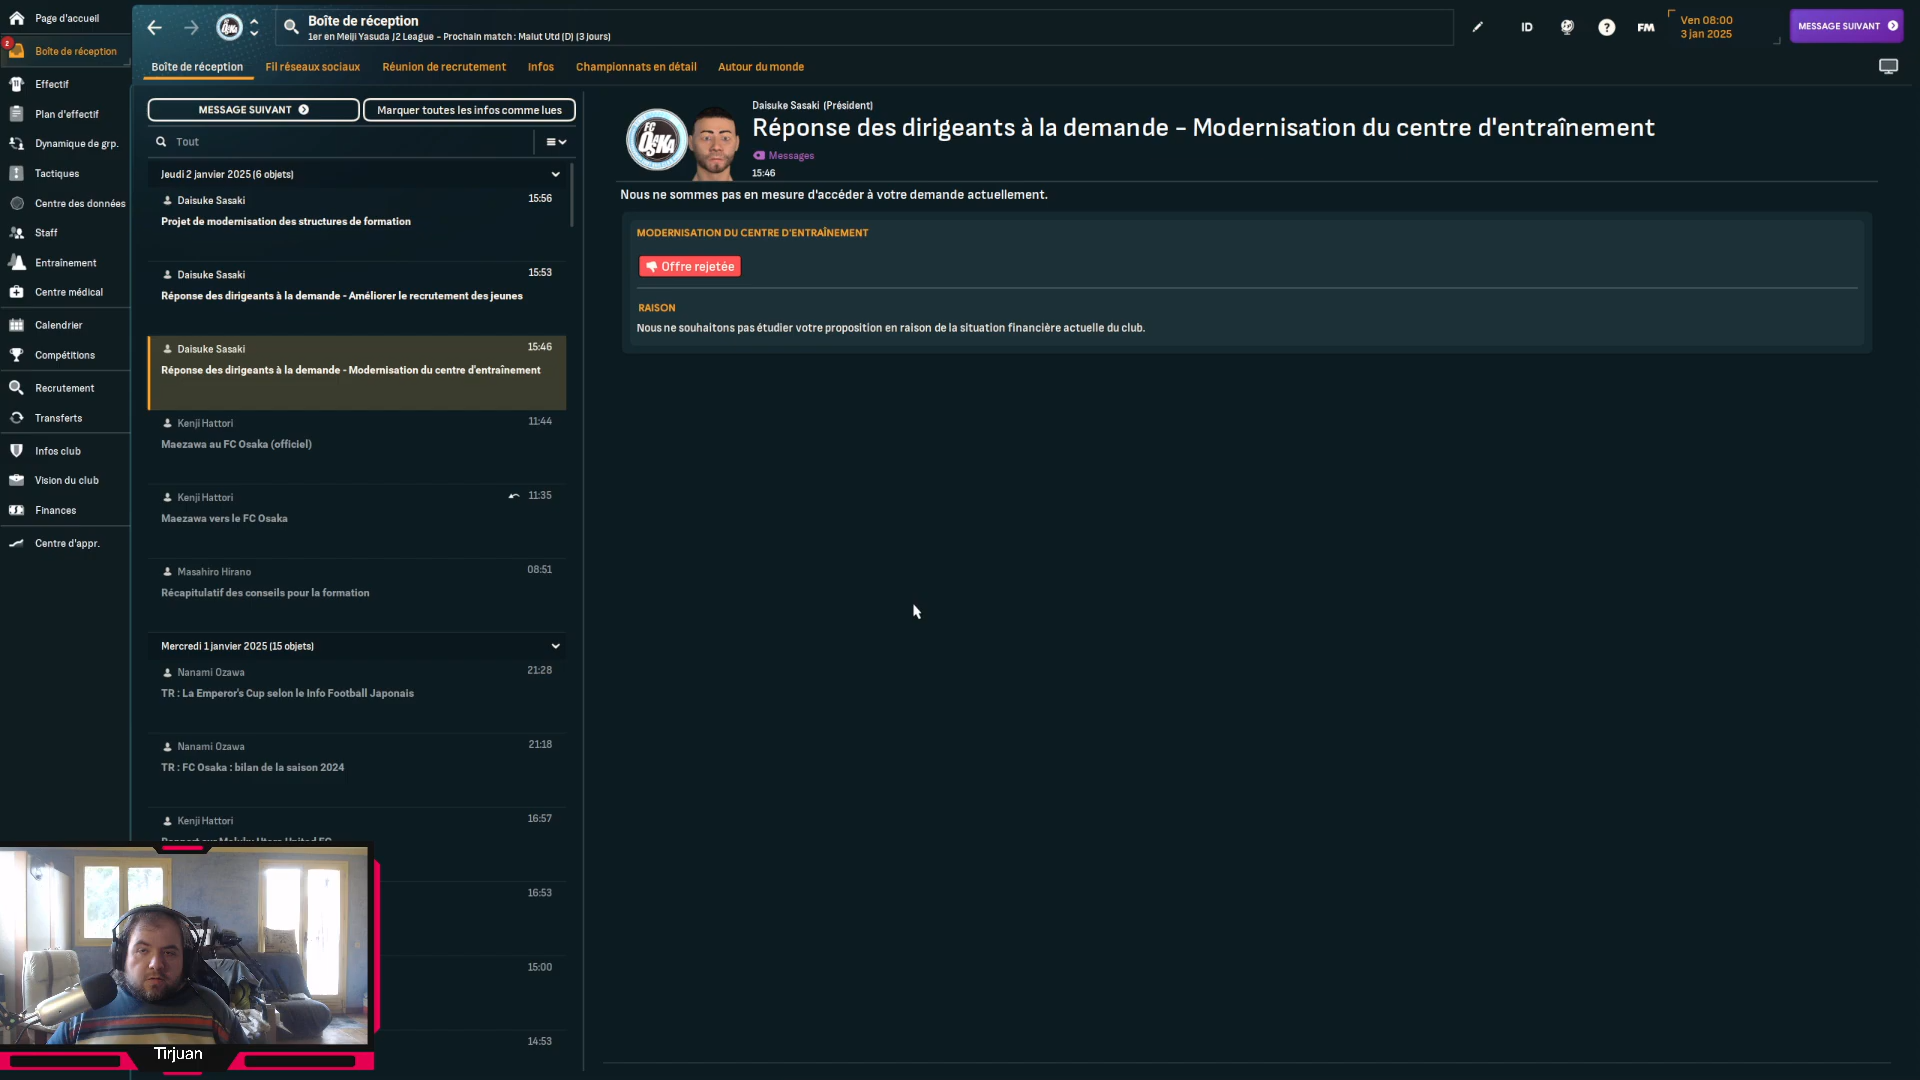 Page d'accueil
2
Boîte de réception
Effectif
Plan d'effectif
Dynamique de grp.
Tactiques
Centre des données
Staff
Entraînement
Centre médical
Calendrier
Compétitions
Recrutement
Transferts
Infos club
Vision du club
Finances
Centre d'appr.
Boîte de réception
1er en Meiji Yasuda J2 League - Prochain match : Malut Utd (D) (3 jours)
ID
?
FM
Ven 08:00
3 jan 2025
MESSAGE SUIVANT
Boîte de réception
Fil réseaux sociaux
Réunion de recrutement
Infos
Championnats en détail
Autour du monde
MESSAGE SUIVANT
Marquer toutes les infos comme lues
Tout
Jeudi 2 janvier 2025 (6 objets)
Daisuke Sasaki 15:56
Projet de modernisation des structures de formation
Daisuke Sasaki 15:53
Réponse des dirigeants à la demande - Améliorer le recrutement des jeunes
Daisuke Sasaki 15:46
Réponse des dirigeants à la demande - Modernisation du centre d'entraînement
Kenji Hattori 11:44
Maezawa au FC Osaka (officiel)
Kenji Hattori 11:35
Maezawa vers le FC Osaka
Masahiro Hirano 08:51
Récapitulatif des conseils pour la formation
Mercredi 1 janvier 2025 (15 objets)
Nanami Ozawa 21:28
TR : La Emperor's Cup selon le Info Football Japonais
Nanami Ozawa 21:18
TR : FC Osaka : bilan de la saison 2024
Kenji Hattori 16:57
16:53
15:00
14:53
FC OSAKA
Daisuke Sasaki (Président)
Réponse des dirigeants à la demande - Modernisation du centre d'entraînement
Messages
15:46
Nous ne sommes pas en mesure d'accéder à votre demande actuellement.
MODERNISATION DU CENTRE D'ENTRAÎNEMENT
Offre rejetée
RAISON
Nous ne souhaitons pas étudier votre proposition en raison de la situation financière actuelle du club.
Tirjuan